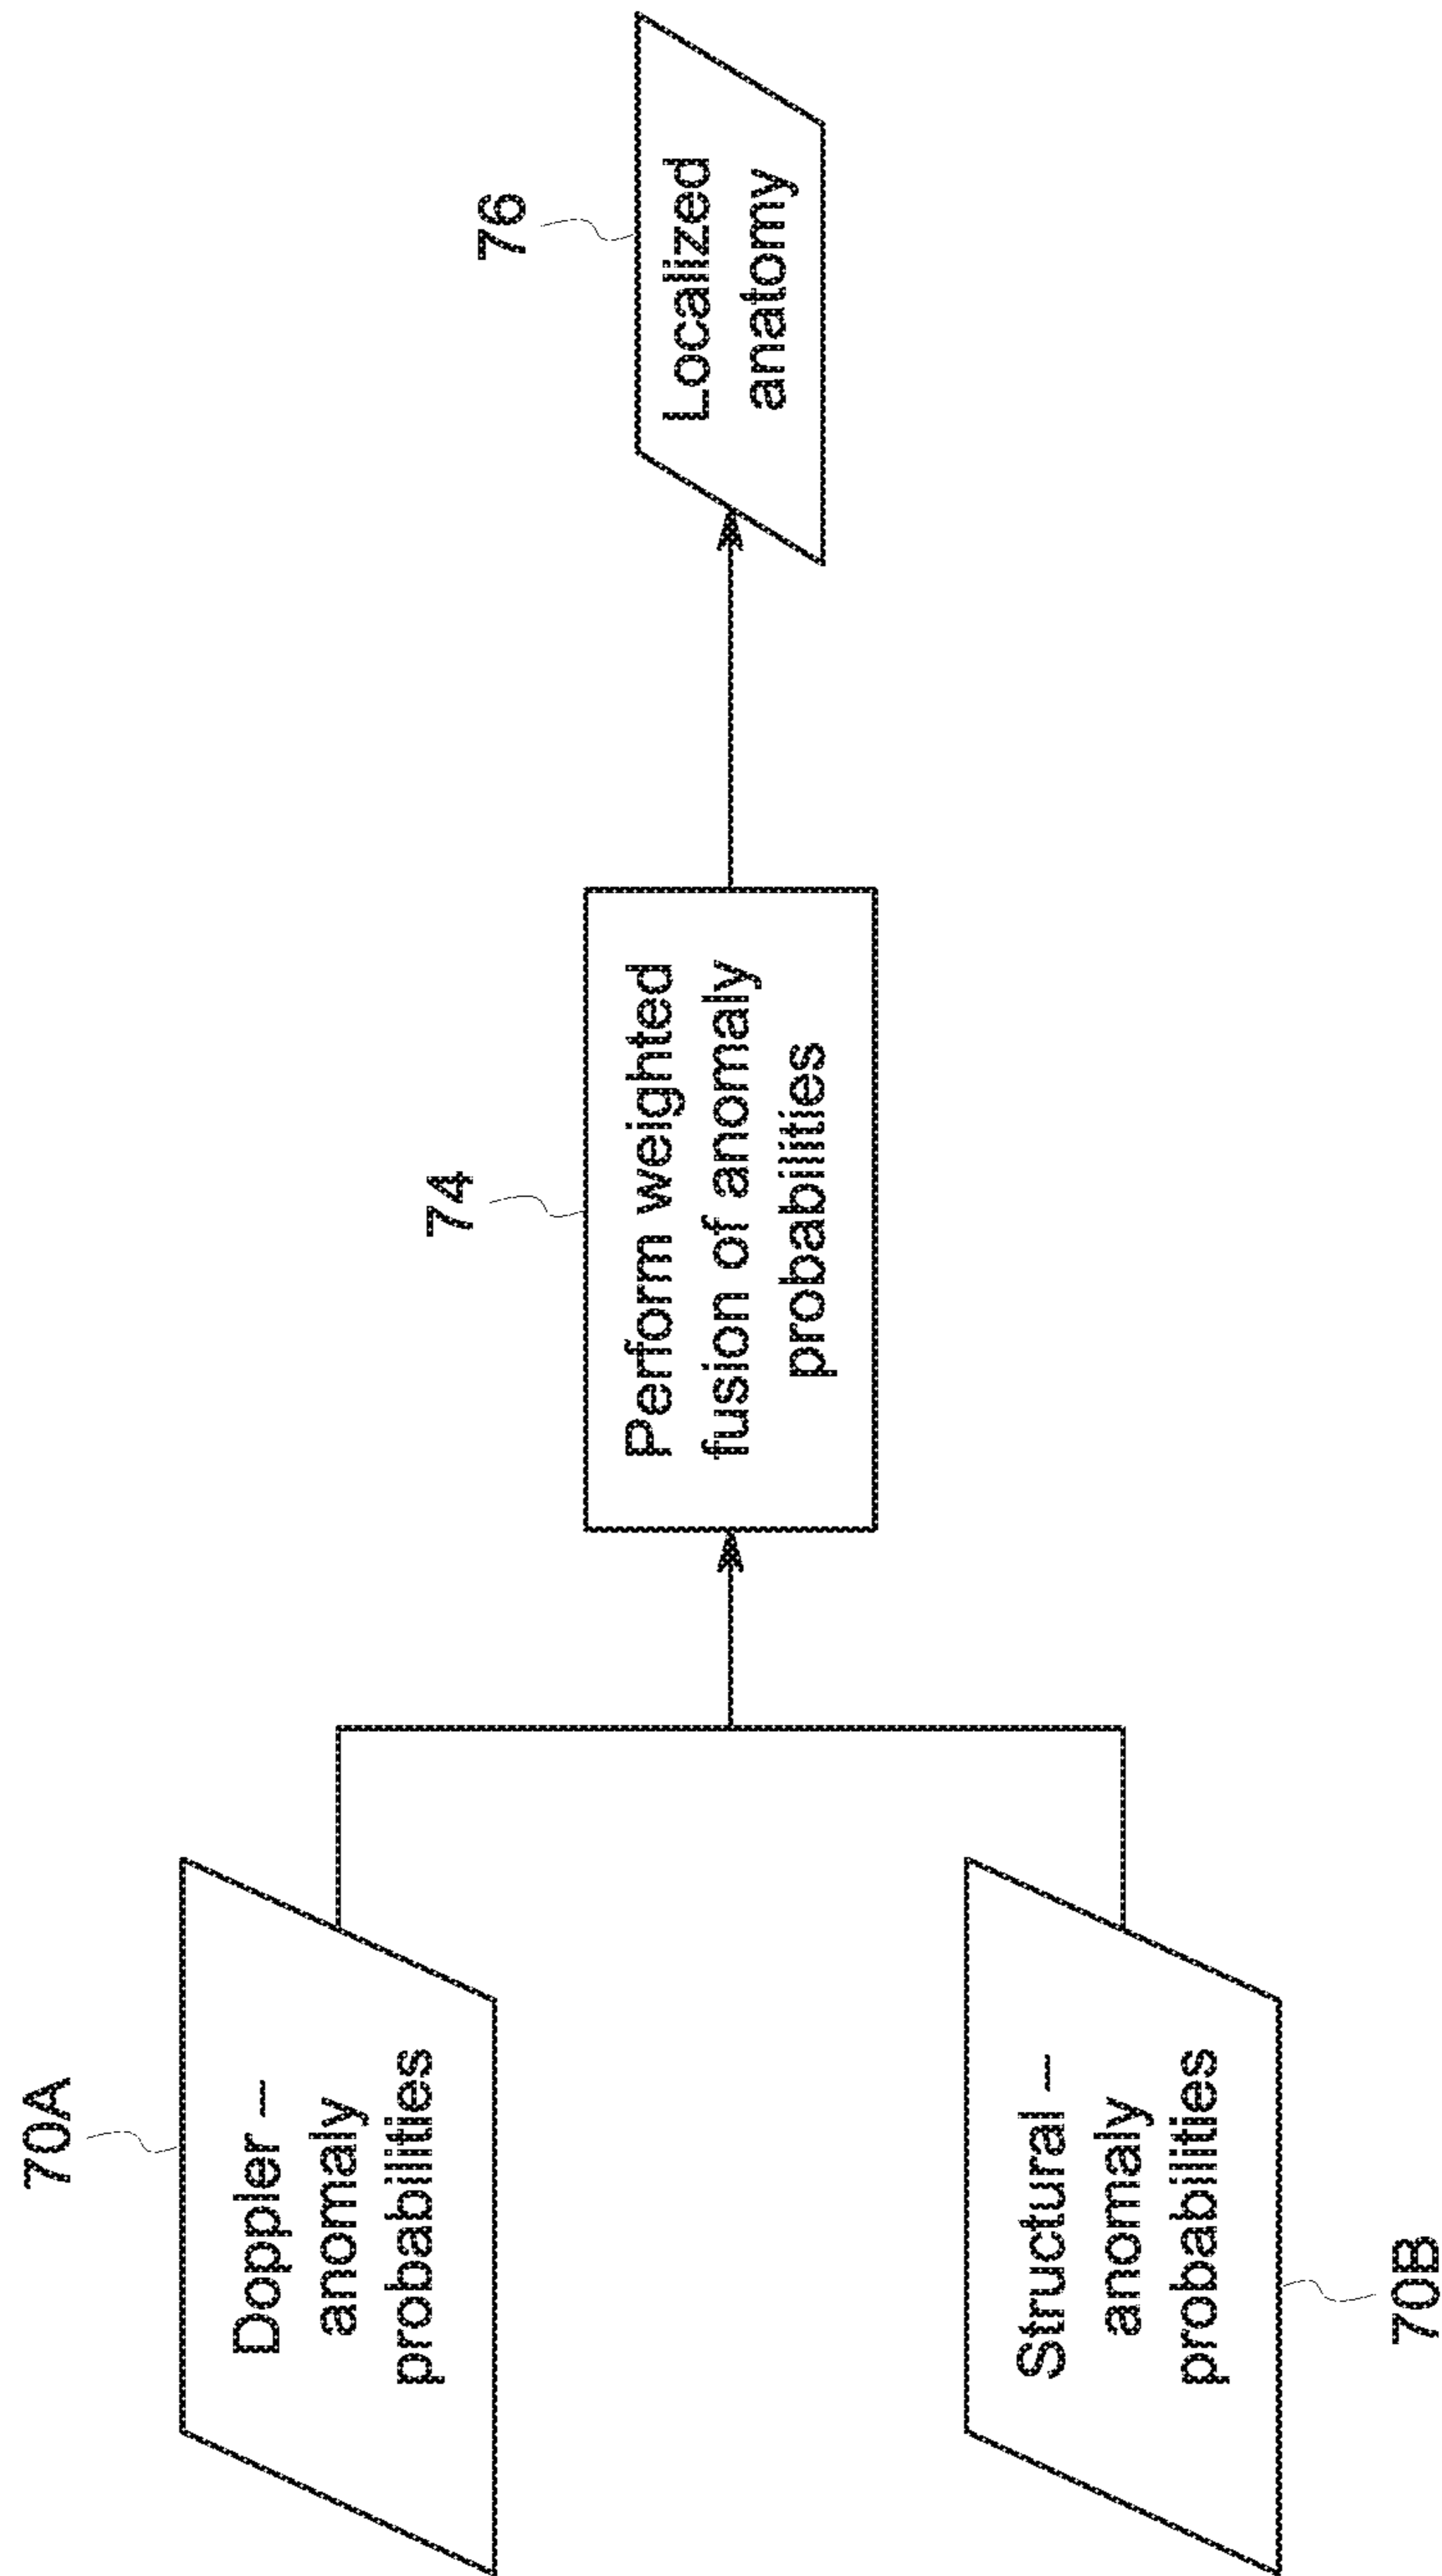 70A
Doppler –
anomaly
probabilities
Structural –
anomaly
probabilities
70B
74
Perform weighted
fusion of anomaly
probabilities
76
Localized
anatomy